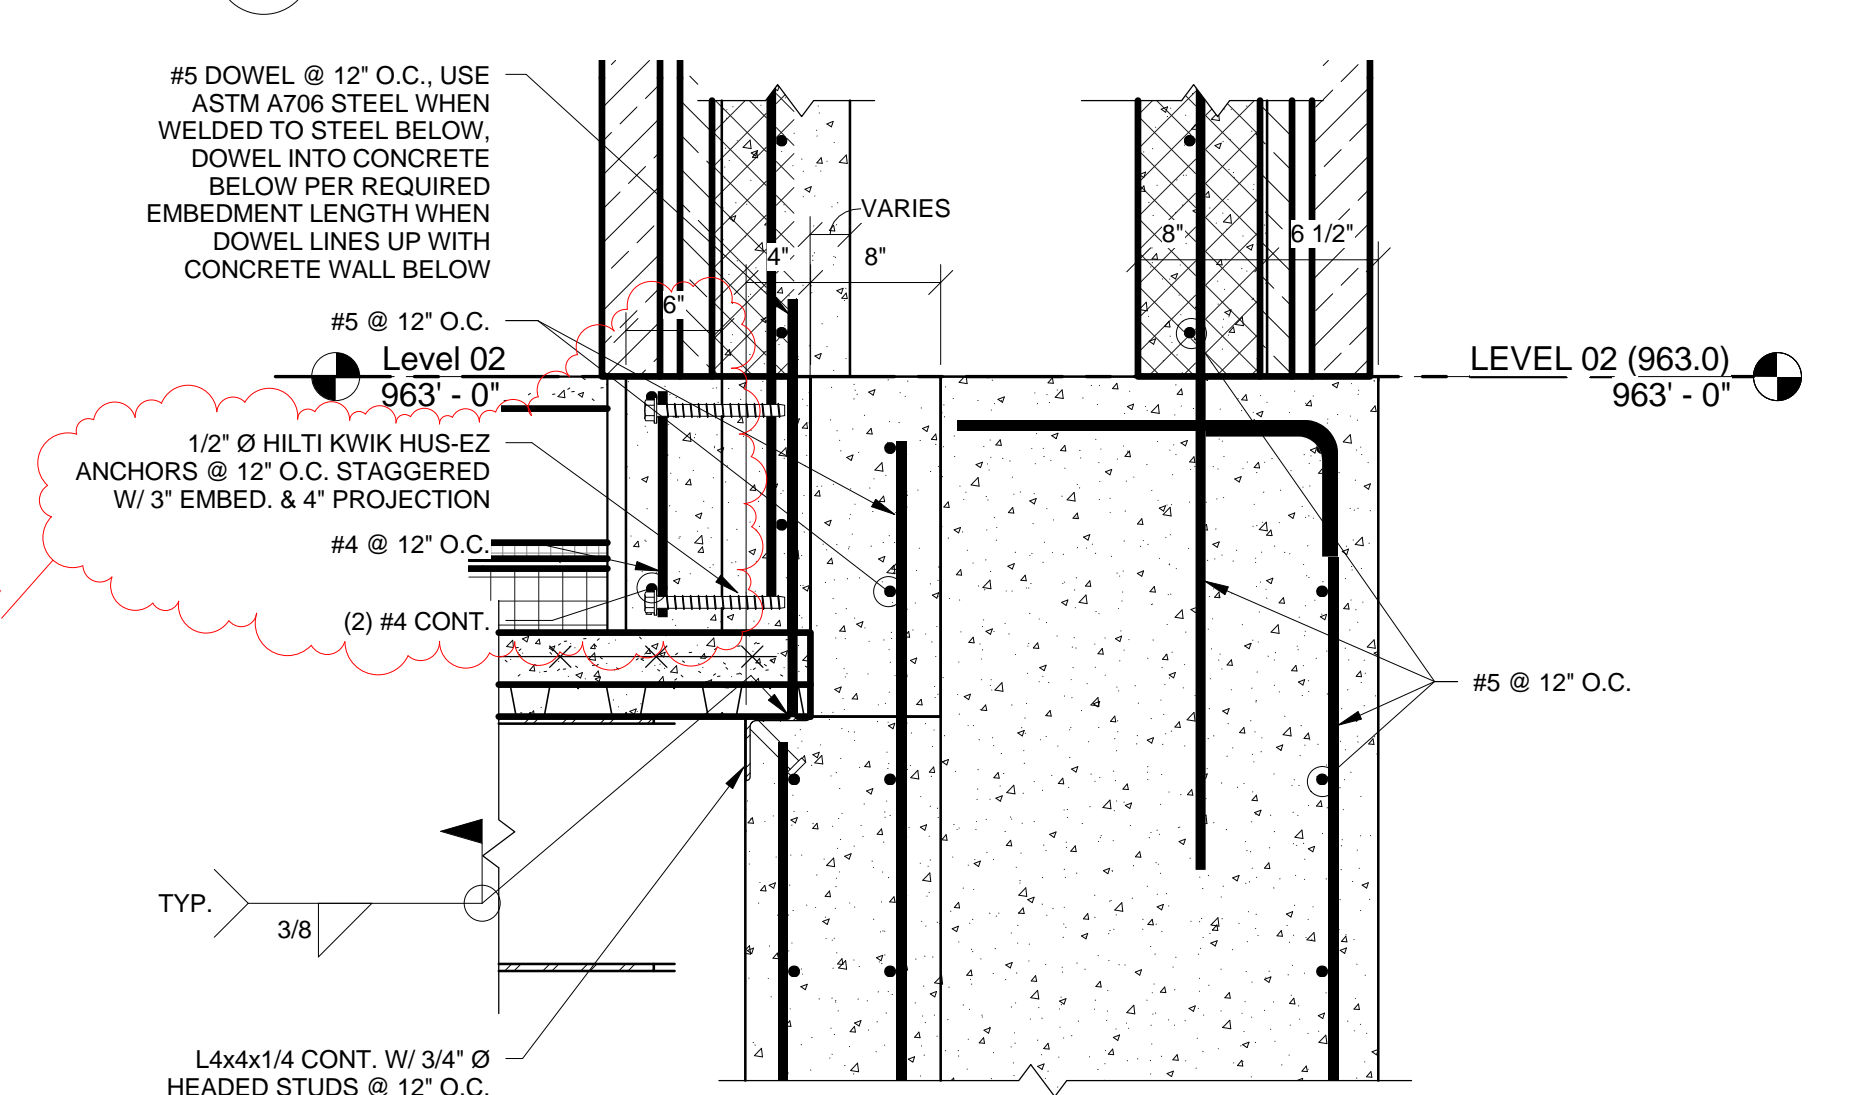 #5 DOWEL @ 12" O.C., USE
ASTM A706 STEEL WHEN
WELDED TO STEEL BELOW,
DOWEL INTO CONCRETE
BELOW PER REQUIRED
EMBEDMENT LENGTH WHEN
DOWEL LINES UP WITH
CONCRETE WALL BELOW
VARIES
4"
8"
8"
6 1/2"
6"
#5 @ 12" O.C.
Level 02
963' - 0"
LEVEL 02 (963.0)
963' - 0"
1/2" Ø HILTI KWIK HUS-EZ
ANCHORS @ 12" O.C. STAGGERED
W/ 3" EMBED. & 4" PROJECTION
#4 @ 12" O.C.
(2) #4 CONT.
#5 @ 12" O.C.
TYP.
3/8
L4x4x1/4 CONT. W/ 3/4" Ø
HEADED STUDS @ 12" O.C.